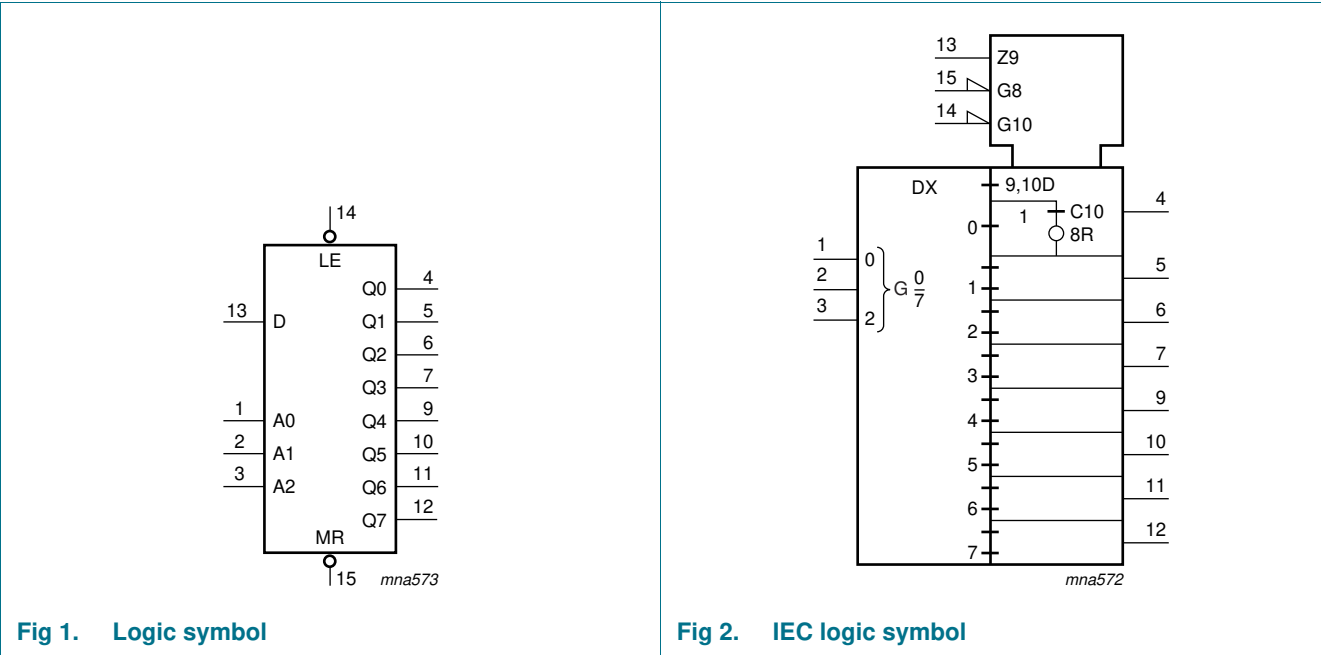 14
LE
Q0 4
13 D
Q1 5
Q2 6
Q3 7
1 A0
Q4 9
2 A1
Q5 10
3 A2
Q6 11
Q7 12
MR
15
mna573
Fig 1. Logic symbol
13 Z9
15 G8
14 G10
DX
9,10D
4
0
1
C10
8R
1
0
2
G 0
7
3
2
5
1
6
2
7
3
9
4
10
5
11
6
12
7
mna572
Fig 2. IEC logic symbol